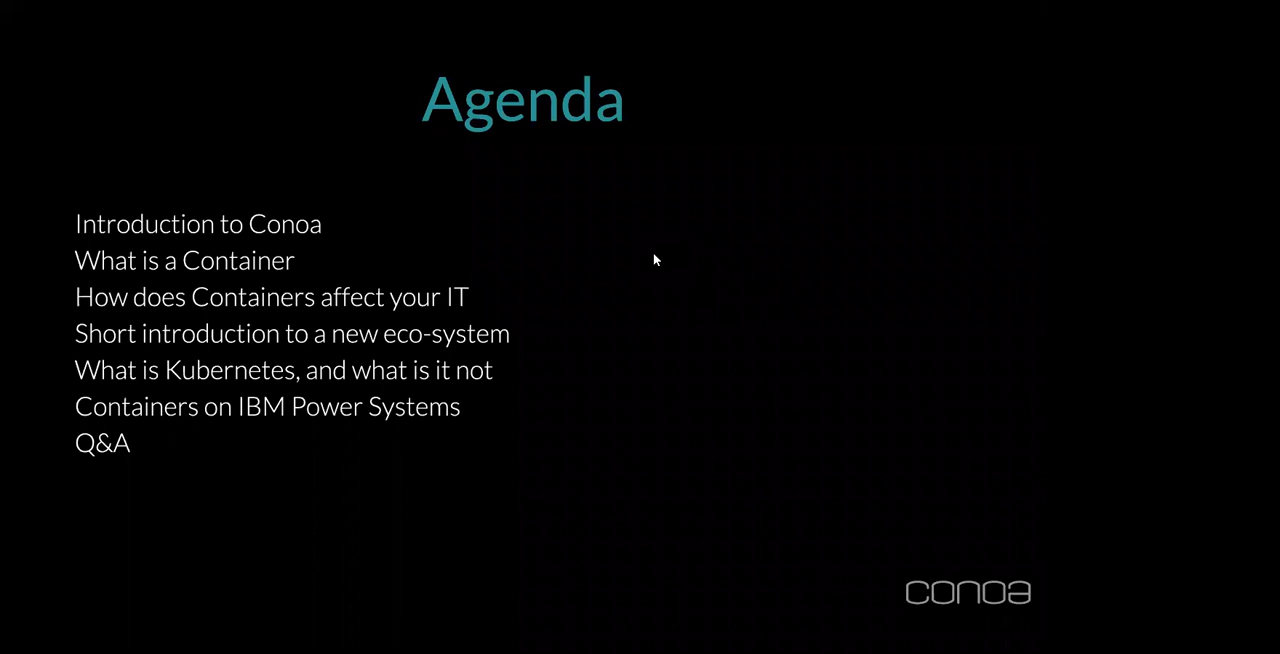 Agenda
Introduction to Conoa
What is a Container
How does Containers affect your IT
Short introduction to a new eco-system
What is Kubernetes, and what is it not
Containers on IBM Power Systems
Q&A
conoa